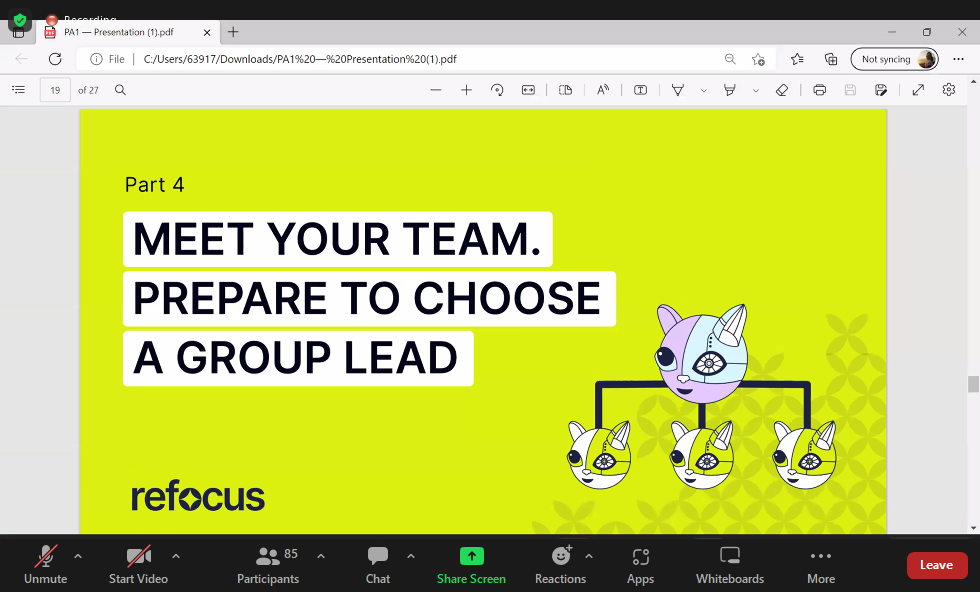 Recording
PA1 — Presentation (1).pdf
File
C:/Users/63917/Downloads/PA1%20—%20Presentation%20(1).pdf
Not syncing
19 of 27
Part 4
MEET YOUR TEAM.
PREPARE TO CHOOSE
A GROUP LEAD
refocus
Unmute
Start Video
85
Participants
Chat
Share Screen
Reactions
Apps
Whiteboards
More
Leave